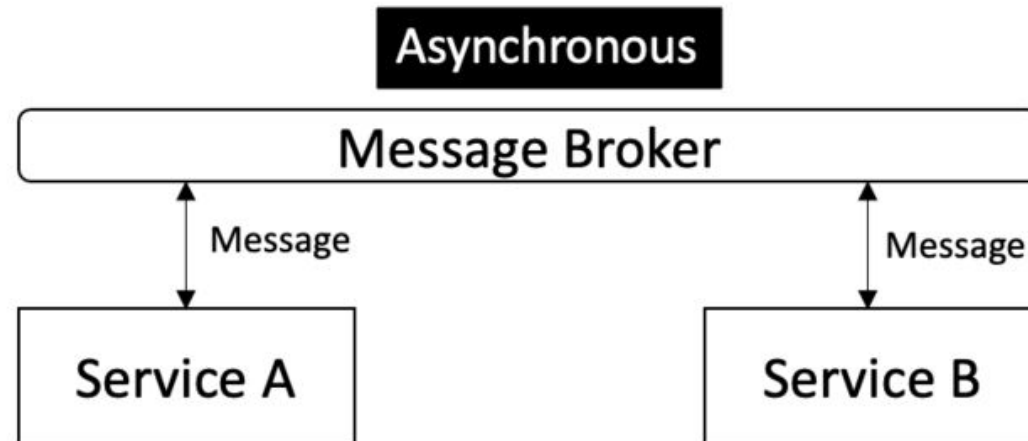 Asynchronous
Message Broker
Message
Message
Service A
Service B